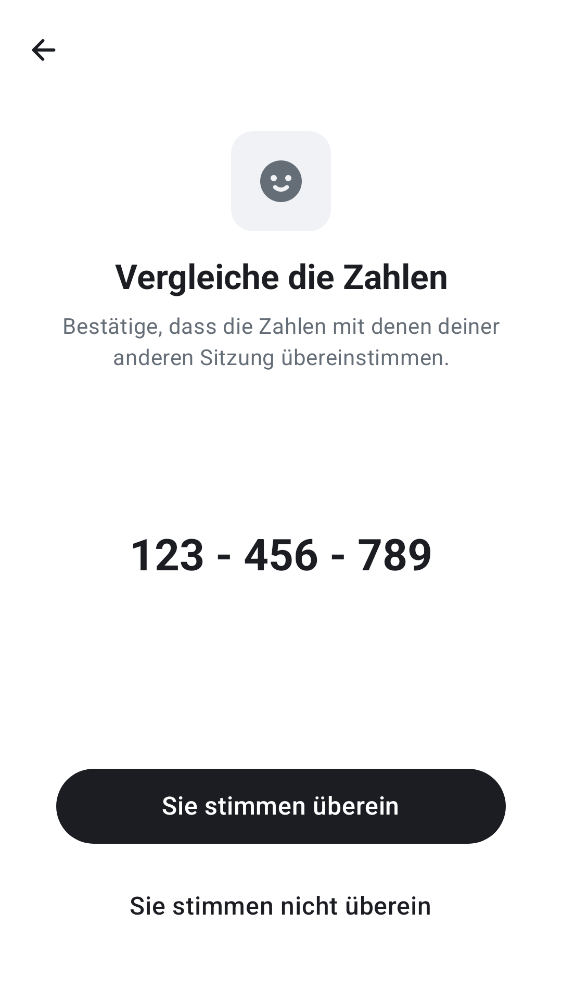 Vergleiche die Zahlen
Bestätige, dass die Zahlen mit denen deiner
anderen Sitzung übereinstimmen.
123 - 456 - 789
Sie stimmen überein
Sie stimmen nicht überein